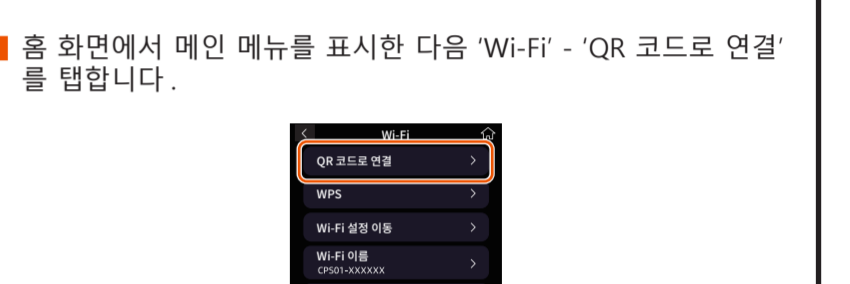 홈 화면에서 메인 메뉴를 표시한 다음 ‘Wi-Fi’ - ‘QR 코드로 연결’
를 탭합니다.
Wi-Fi
QR 코드로 연결
WPS
Wi-Fi 설정 이동
Wi-Fi 이름
CPS01-XXXXXX